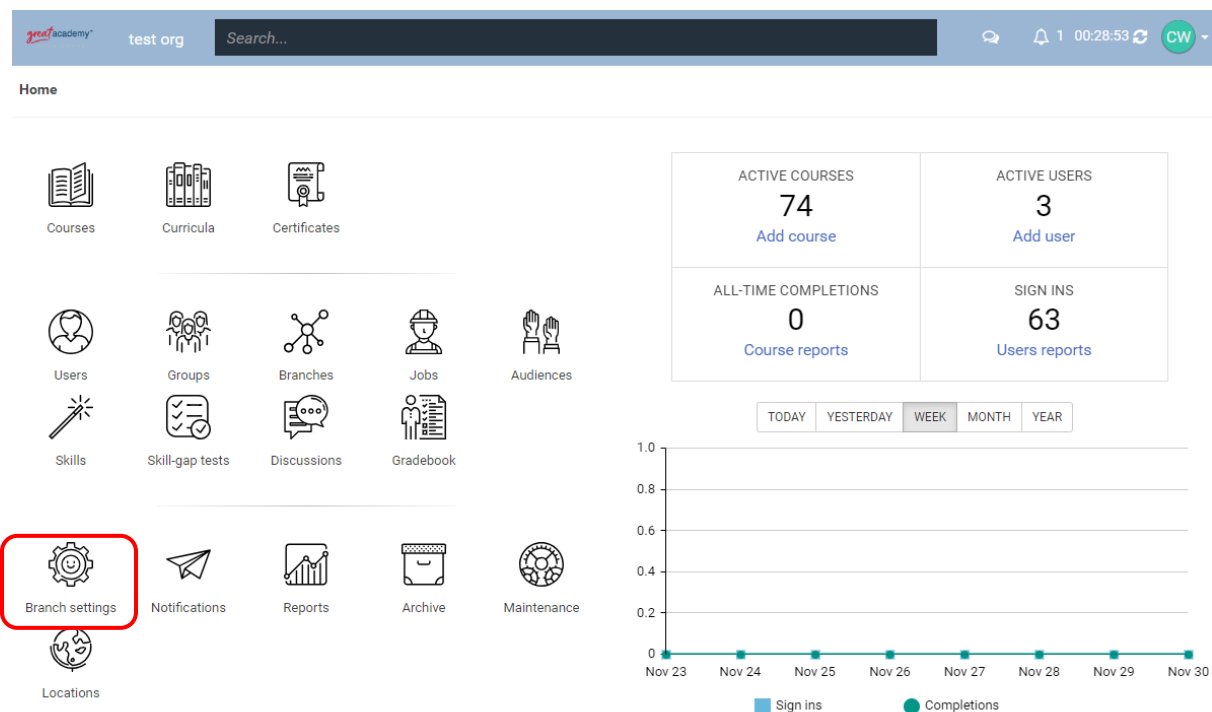 great academy
test org
Search...
1 00:28:53
CW
Home
Courses
Curricula
Certificates
Users
Groups
Branches
Jobs
Audiences
Skills
Skill-gap tests
Discussions
Gradebook
Branch settings
Notifications
Reports
Archive
Maintenance
Locations
ACTIVE COURSES
74
Add course
ACTIVE USERS
3
Add user
ALL-TIME COMPLETIONS
0
Course reports
SIGN INS
63
Users reports
TODAY
YESTERDAY
WEEK
MONTH
YEAR
1.0
0.8
0.6
0.4
0.2
0
Nov 23
Nov 24
Nov 25
Nov 26
Nov 27
Nov 28
Nov 29
Nov 30
Sign ins
Completions